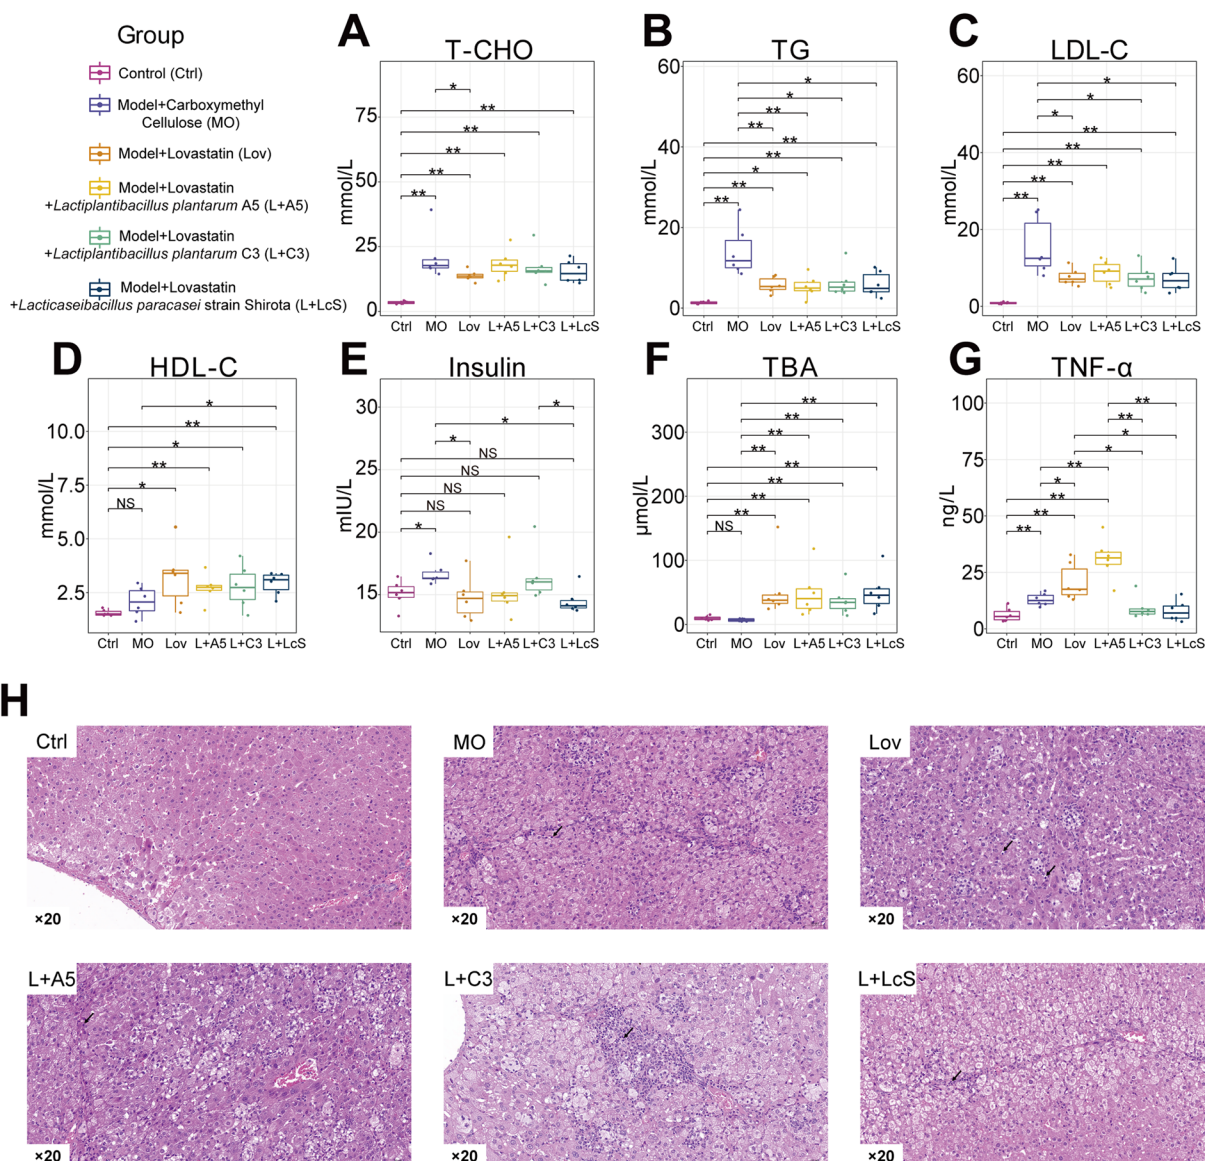 Group
Control (Ctrl)
Model+Carboxymethyl
Cellulose (MO)
Model+Lovastatin (Lov)
Model+Lovastatin
+Lactiplantibacillus plantarum A5 (L+A5)
Model+Lovastatin
+Lactiplantibacillus plantarum C3 (L+C3)
Model+Lovastatin
+Lacticaseibacillus paracasei strain Shirota (L+LcS)
A
T-CHO
mmol/L
75
50
25
0
*
**
**
**
**
**
Ctrl MO Lov L+A5 L+C3 L+LcS
B
TG
mmol/L
60
40
20
0
*
*
**
**
**
**
*
**
**
Ctrl MO Lov L+A5 L+C3 L+LcS
C
LDL-C
mmol/L
60
40
20
0
*
*
*
**
**
**
**
**
Ctrl MO Lov L+A5 L+C3 L+LcS
D
HDL-C
mmol/L
10.0
7.5
5.0
2.5
*
**
*
**
*
NS
Ctrl MO Lov L+A5 L+C3 L+LcS
E
Insulin
mIU/L
30
25
20
15
*
*
*
NS
NS
NS
NS
*
Ctrl MO Lov L+A5 L+C3 L+LcS
F
TBA
μmol/L
300
200
100
0
**
**
**
**
**
**
**
**
NS
Ctrl MO Lov L+A5 L+C3 L+LcS
G
TNF-α
ng/L
100
75
50
25
0
**
**
*
*
**
*
**
**
**
Ctrl MO Lov L+A5 L+C3 L+LcS
H
Ctrl
×20
MO
×20
Lov
×20
L+A5
×20
L+C3
×20
L+LcS
×20